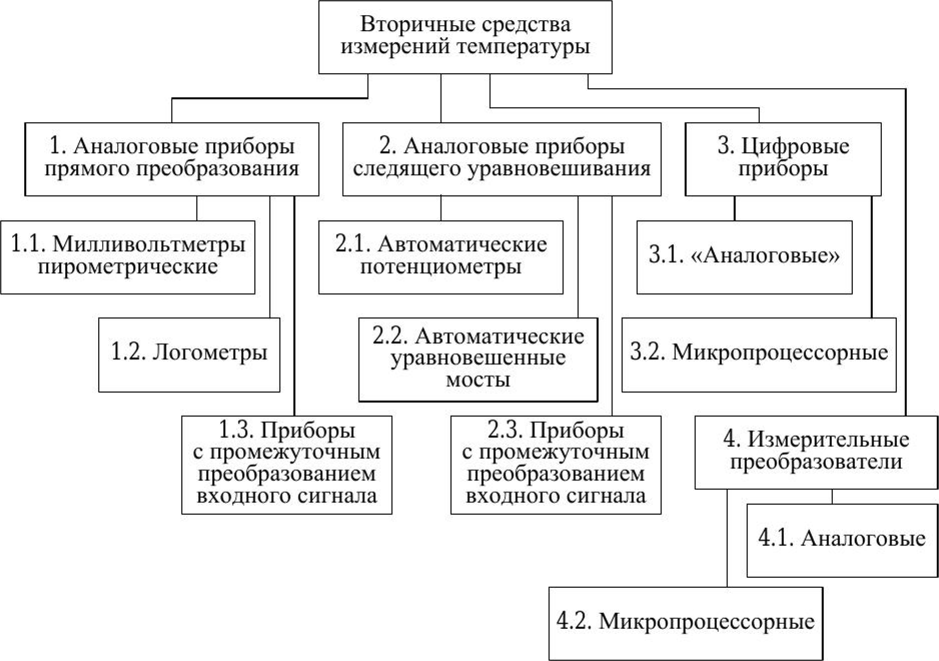 Вторичные средства
измерений температуры
1. Аналоговые приборы
прямого преобразования
2. Аналоговые приборы
следящего уравновешивания
3. Цифровые
приборы
1.1. Милливольтметры
пирометрические
2.1. Автоматические
потенциометры
3.1. «Аналоговые»
1.2. Логометры
2.2. Автоматические
уравновешенные
мосты
3.2. Микропроцессорные
1.3. Приборы
с промежуточным
преобразованием
входного сигнала
2.3. Приборы
с промежуточным
преобразованием
входного сигнала
4. Измерительные
преобразователи
4.1. Аналоговые
4.2. Микропроцессорные